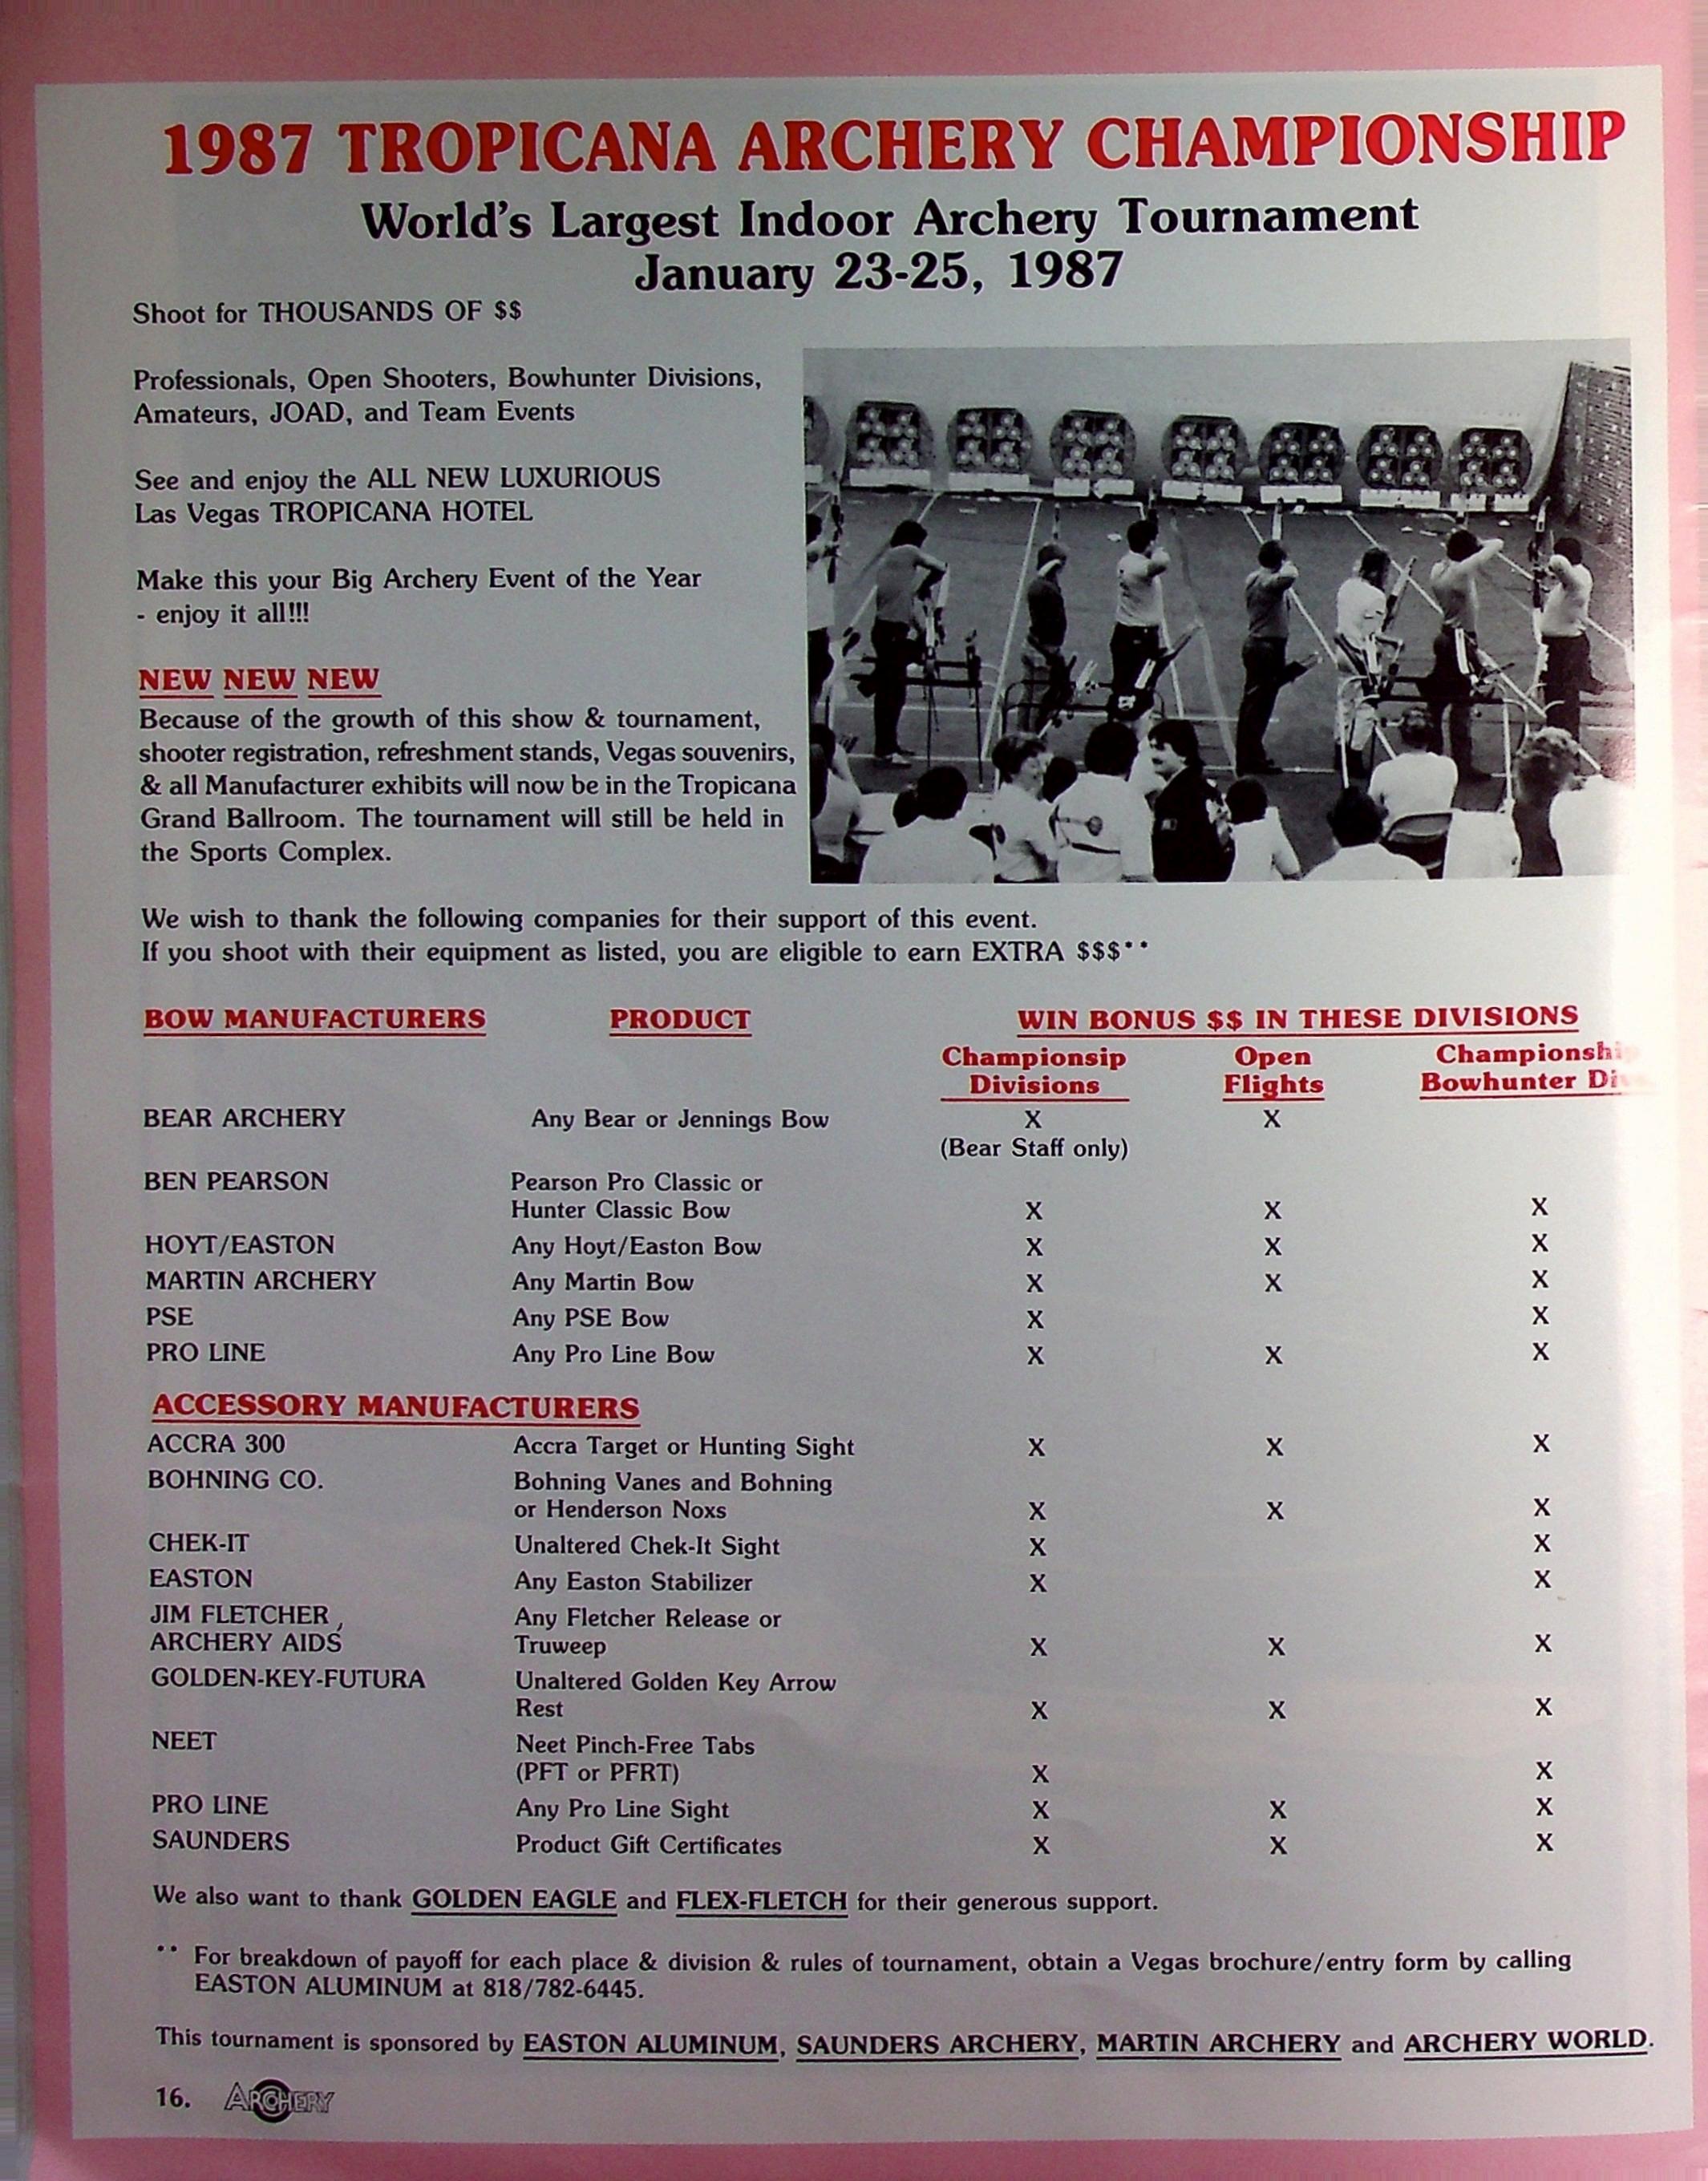 1987 TROPICANA ARCHERY CHAMPIONSHIP
World's Largest Indoor Archery Tournament
January 23-25, 1987
Shoot for THOUSANDS OF $$
Professionals, Open Shooters, Bowhunter Divisions,
Amateurs, JOAD, and Team Events
See and enjoy the ALL NEW LUXURIOUS
Las Vegas TROPICANA HOTEL
Make this your Big Archery Event of the Year
- enjoy it all!!!
NEW NEW NEW
Because of the growth of this show & tournament,
shooter registration, refreshment stands, Vegas souvenirs,
& all Manufacturer exhibits will now be in the Tropicana
Grand Ballroom. The tournament will still be held in
the Sports Complex.
We wish to thank the following companies for their support of this event.
If you shoot with their equipment as listed, you are eligible to earn EXTRA $$$**
BOW MANUFACTURERS PRODUCT WIN BONUS $$ IN THESE DIVISIONS
Championsip Open Championshi
Divisions Flights Bowhunter Di
BEAR ARCHERY Any Bear or Jennings Bow X X
(Bear Staff only)
BEN PEARSON Pearson Pro Classic or
Hunter Classic Bow X X X
HOYT/EASTON Any Hoyt/Easton Bow X X X
MARTIN ARCHERY Any Martin Bow X X X
PSE Any PSE Bow X X
PRO LINE Any Pro Line Bow X X X
ACCESSORY MANUFACTURERS
ACCRA 300 Accra Target or Hunting Sight X X X
BOHNING CO. Bohning Vanes and Bohning
or Henderson Noxs X X X
CHEK-IT Unaltered Chek-It Sight X X
EASTON Any Easton Stabilizer X X
JIM FLETCHER Any Fletcher Release or
ARCHERY AIDS Truweep X X X
GOLDEN-KEY-FUTURA Unaltered Golden Key Arrow
Rest X X X
NEET Neet Pinch-Free Tabs
(PFT or PFRT) X X
PRO LINE Any Pro Line Sight X X X
SAUNDERS Product Gift Certificates X X X
We also want to thank GOLDEN EAGLE and FLEX-FLETCH for their generous support.
** For breakdown of payoff for each place & division & rules of tournament, obtain a Vegas brochure/entry form by calling
EASTON ALUMINUM at 818/782-6445.
This tournament is sponsored by EASTON ALUMINUM, SAUNDERS ARCHERY, MARTIN ARCHERY and ARCHERY WORLD.
16. ARCHERY